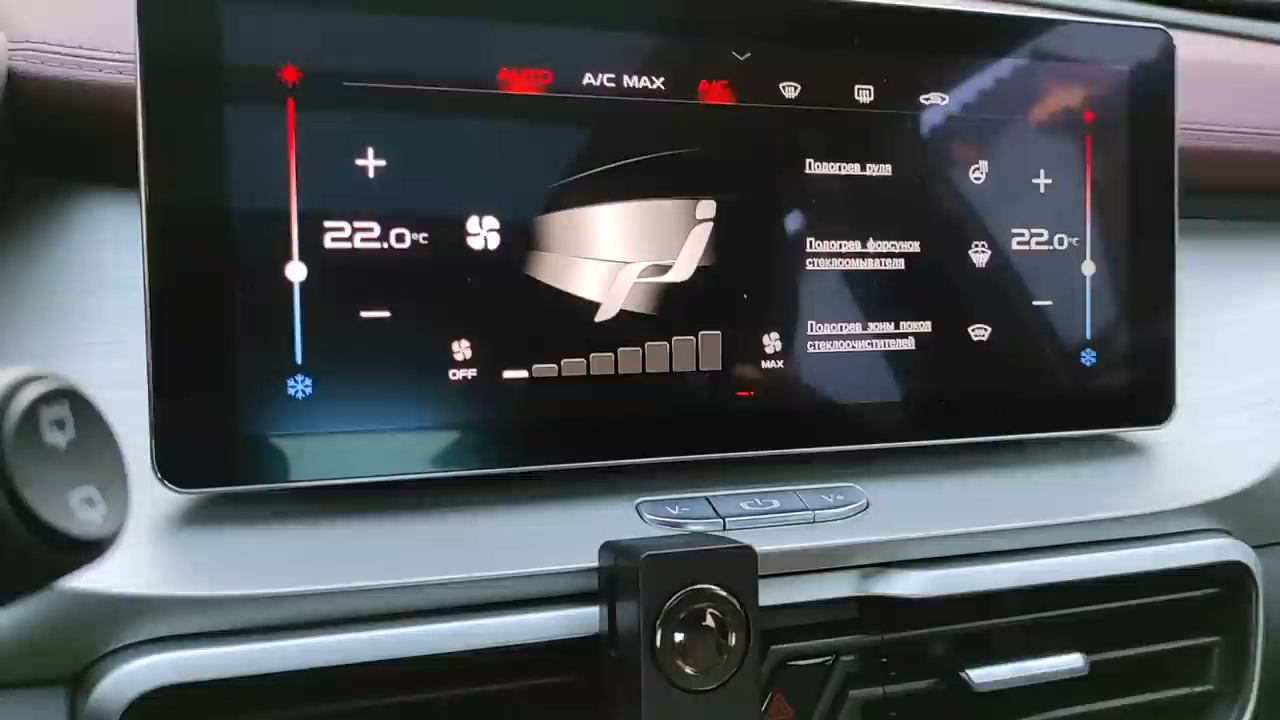 AUTO A/C MAX A/C
Подогрев руля
22.0°C
22.0°C
Подогрев форсунок
стеклоомывателя
Подогрев зоны покоя
стеклоочистителей
OFF
MAX
V-
V+